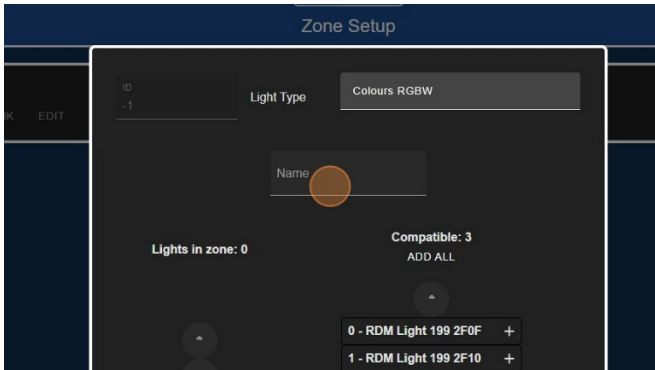 Zone Setup
ID
-1
Light Type
Colours RGBW
EDIT
Name
Lights in zone: 0
Compatible: 3
ADD ALL
0 - RDM Light 199 2F0F +
1 - RDM Light 199 2F10 +